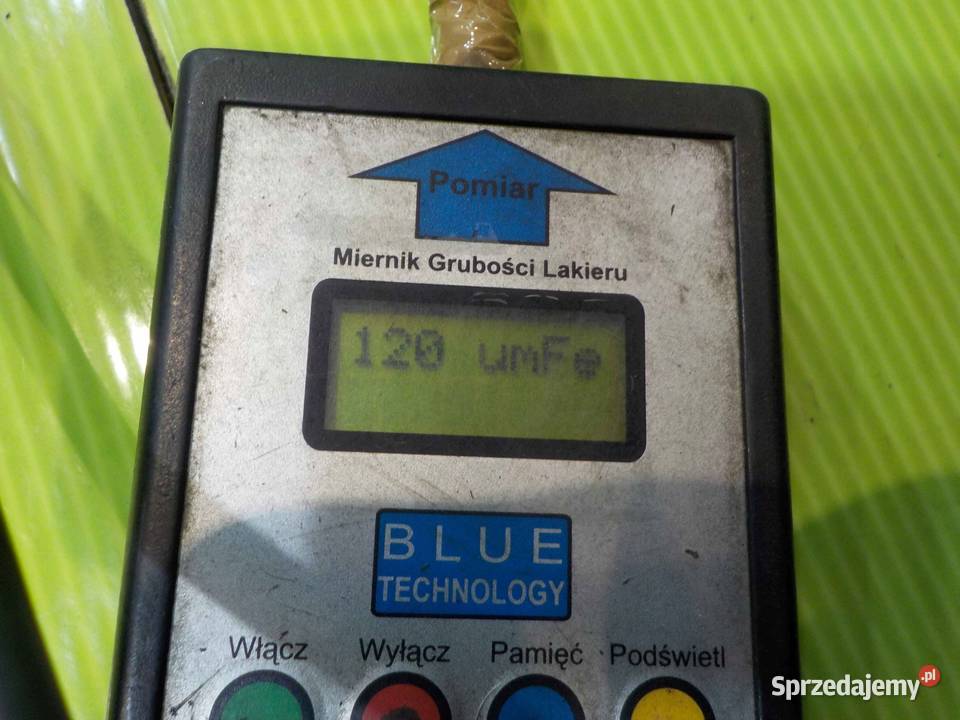 Pomiar
Miernik Grubości Lakieru
120 umFe
BLUE
TECHNOLOGY
Włącz Wyłącz Pamięć Podświetl
Sprzedajemy.pl